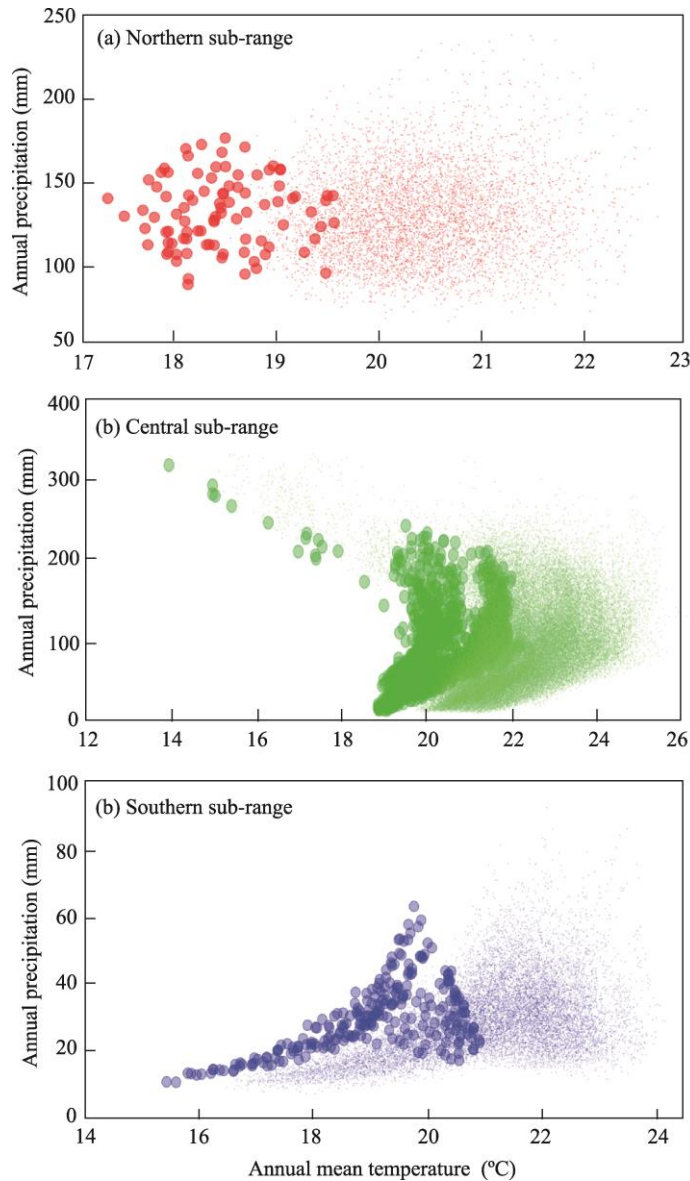 (a) Northern sub-range
Annual precipitation (mm)
250
200
150
100
50
17 18 19 20 21 22 23
(b) Central sub-range
Annual precipitation (mm)
400
300
200
100
0
12 14 16 18 20 22 24 26
(b) Southern sub-range
Annual precipitation (mm)
100
80
60
40
20
0
14 16 18 20 22 24
Annual mean temperature (ºC)